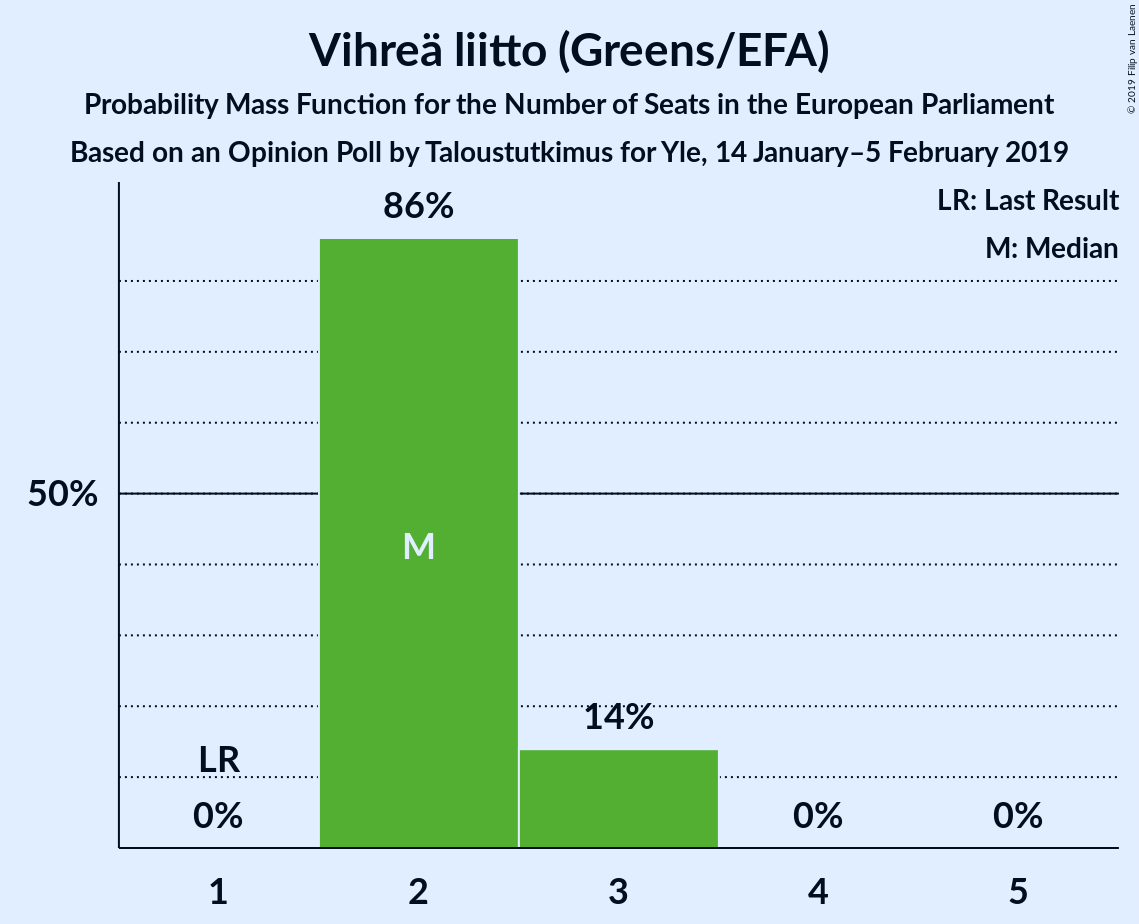 Vihreä liitto (Greens/EFA)
Probability Mass Function for the Number of Seats in the European Parliament
Based on an Opinion Poll by Taloustutkimus for Yle, 14 January–5 February 2019
© 2019 Filip van Laenen
LR: Last Result
M: Median
86%
50%
M
14%
LR
0%
0%
0%
1
2
3
4
5